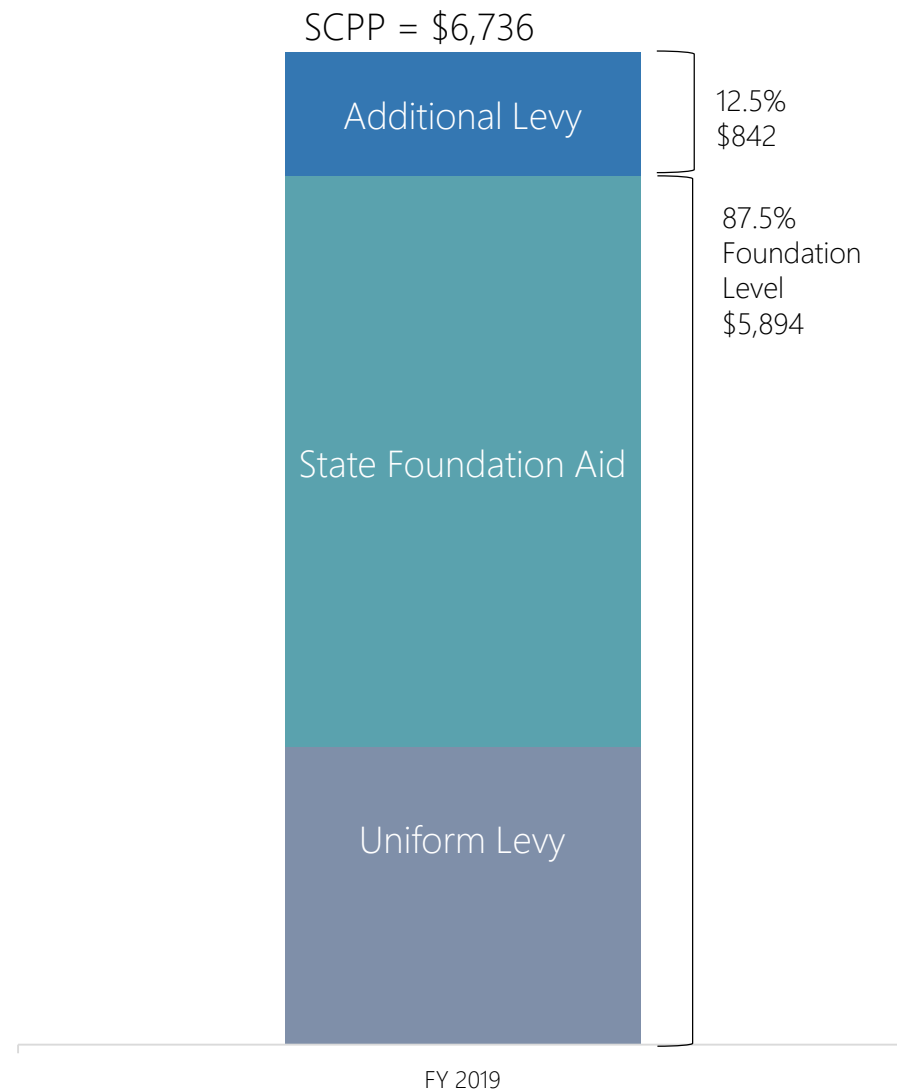 SCPP = $6,736
Additional Levy
12.5%
$842
87.5%
Foundation
Level
$5,894
State Foundation Aid
Uniform Levy
FY 2019